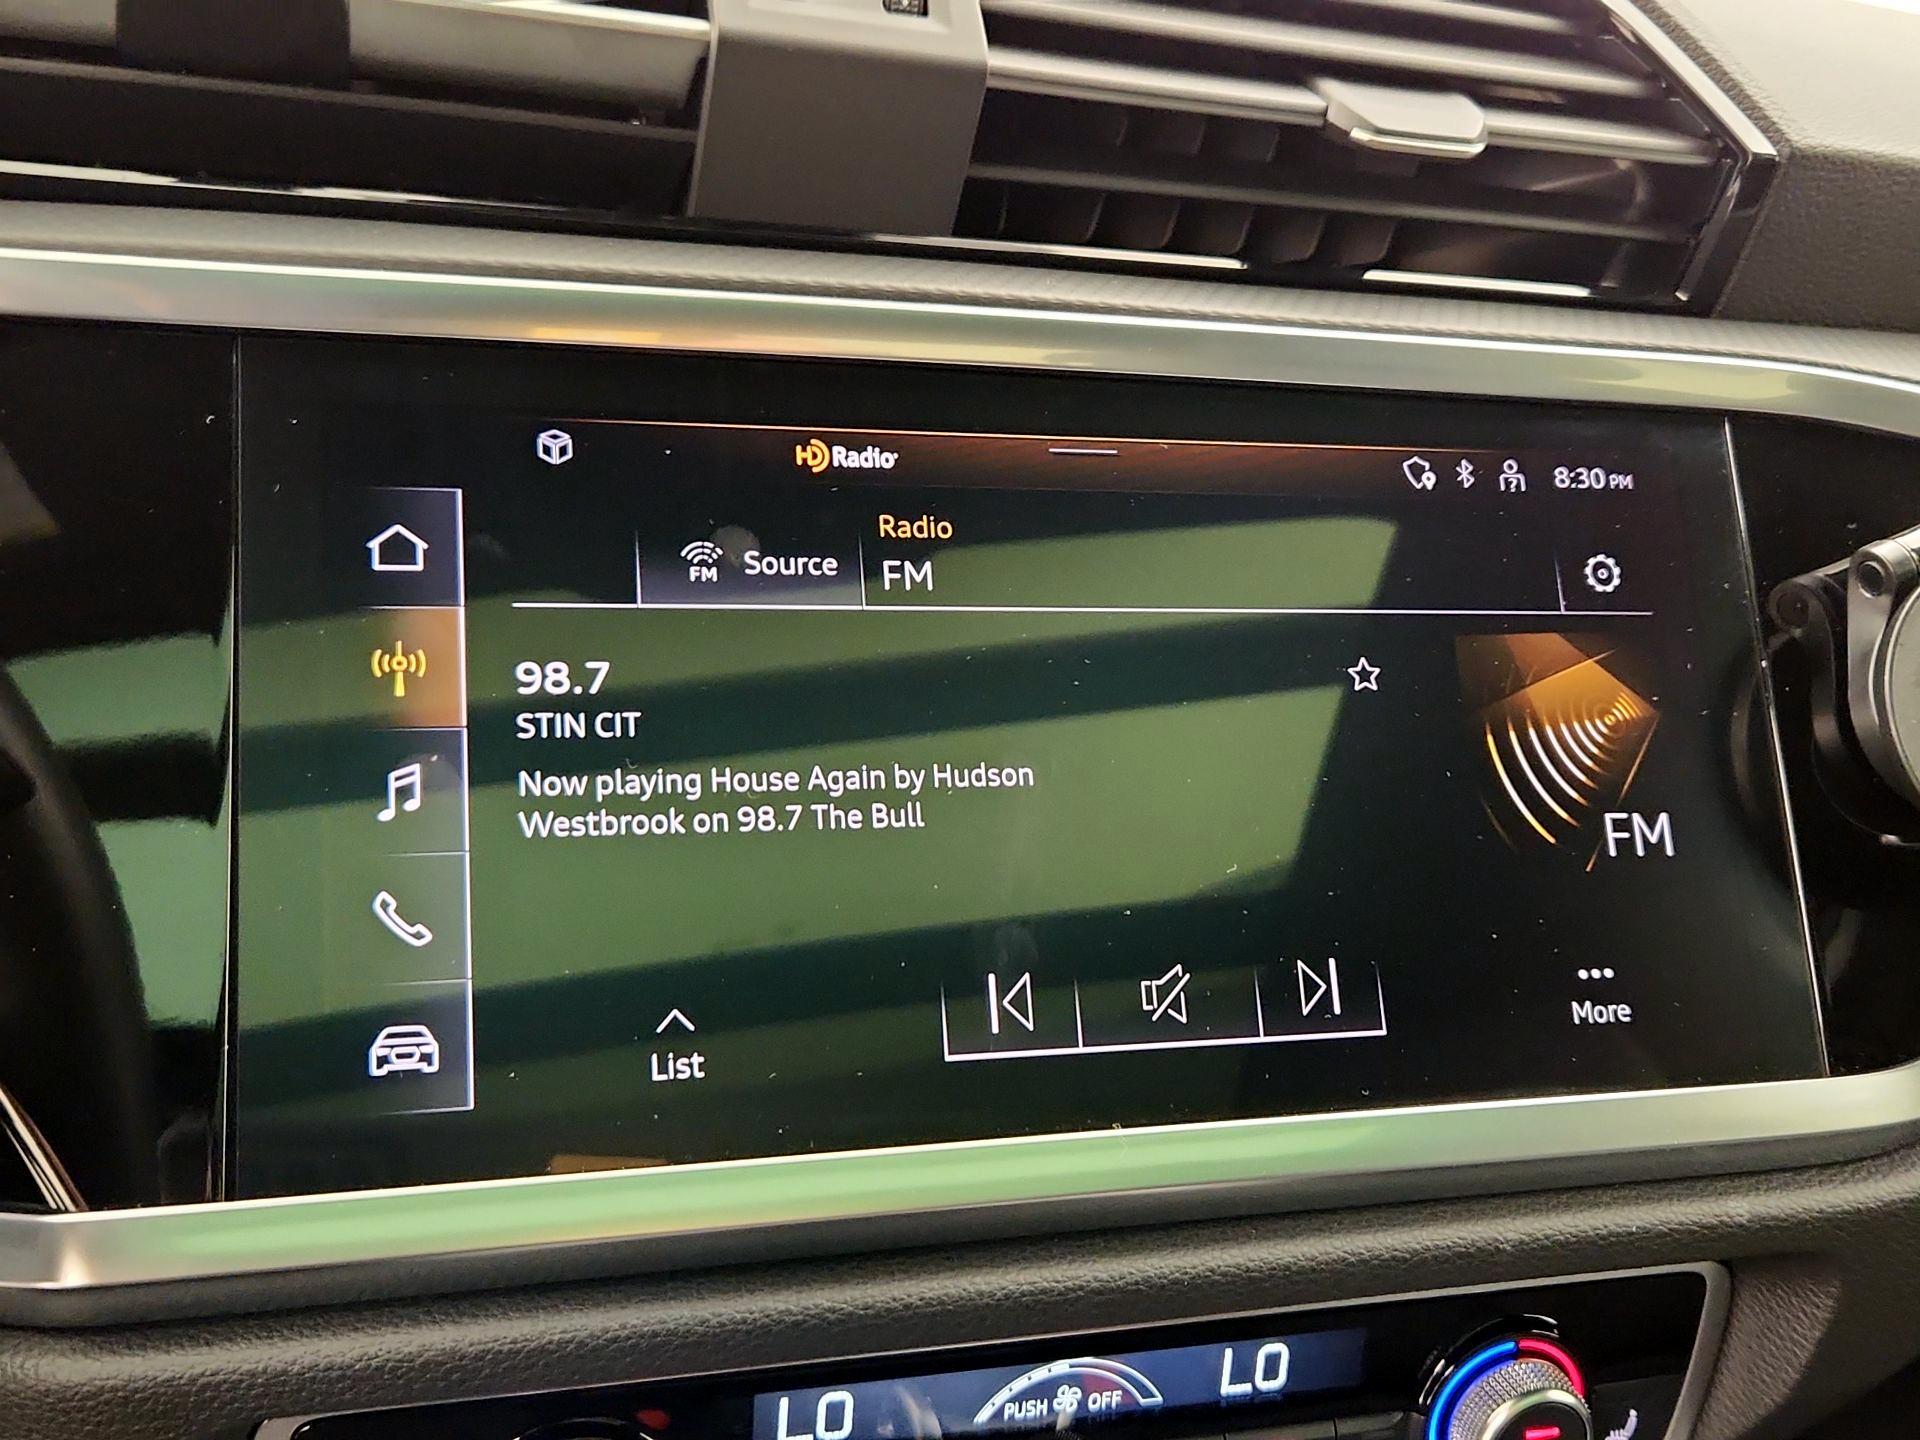 HD Radio
8:30 PM
Radio
FM Source
FM
98.7
STIN CIT
Now playing House Again by Hudson
Westbrook on 98.7 The Bull
FM
More
List
LO
PUSH OFF
LO